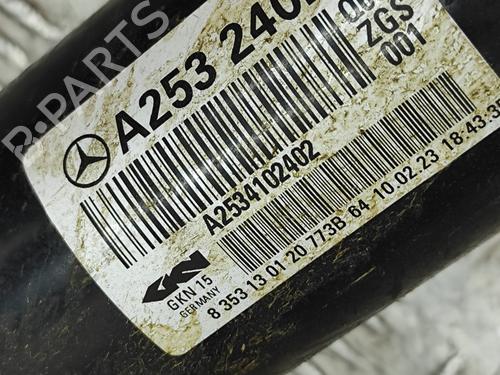 R-PARTS
A253 240
ZGS
001
A2534102402
GKN 15
GERMANY
8 353 13 01 20 773B 64 10.02.23 18:43:3